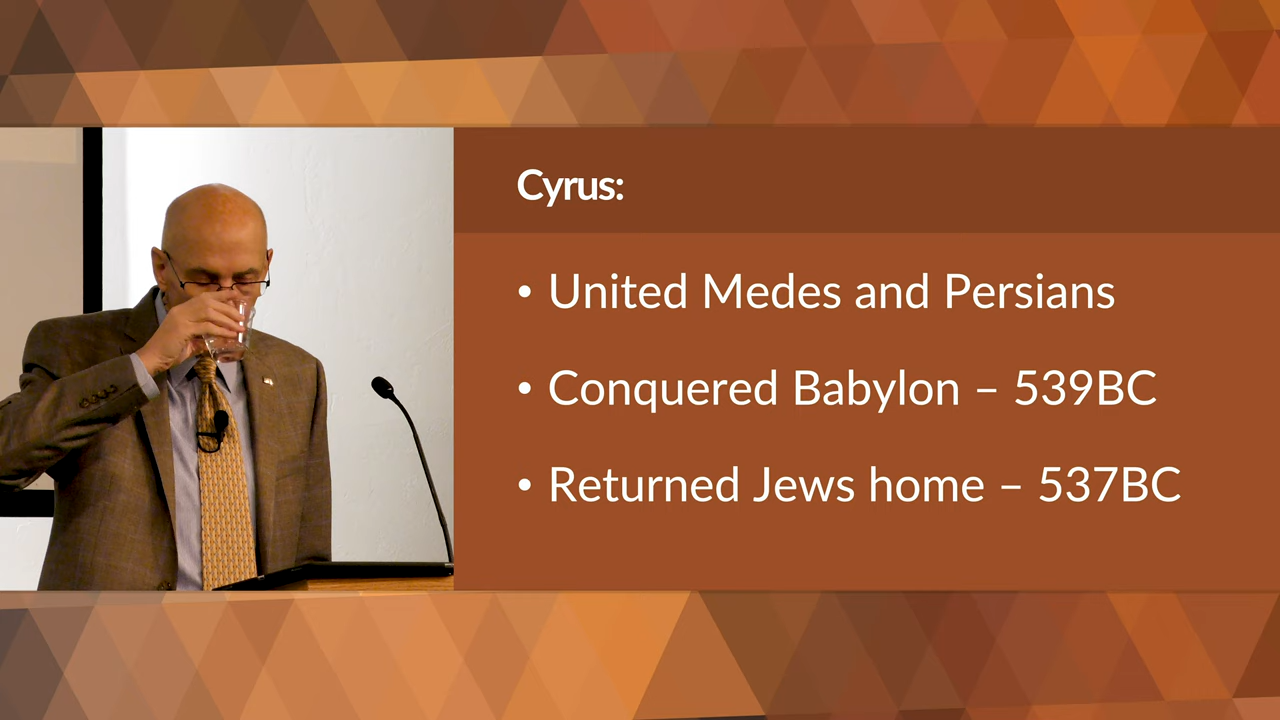 Cyrus:
• United Medes and Persians
• Conquered Babylon – 539BC
• Returned Jews home – 537BC